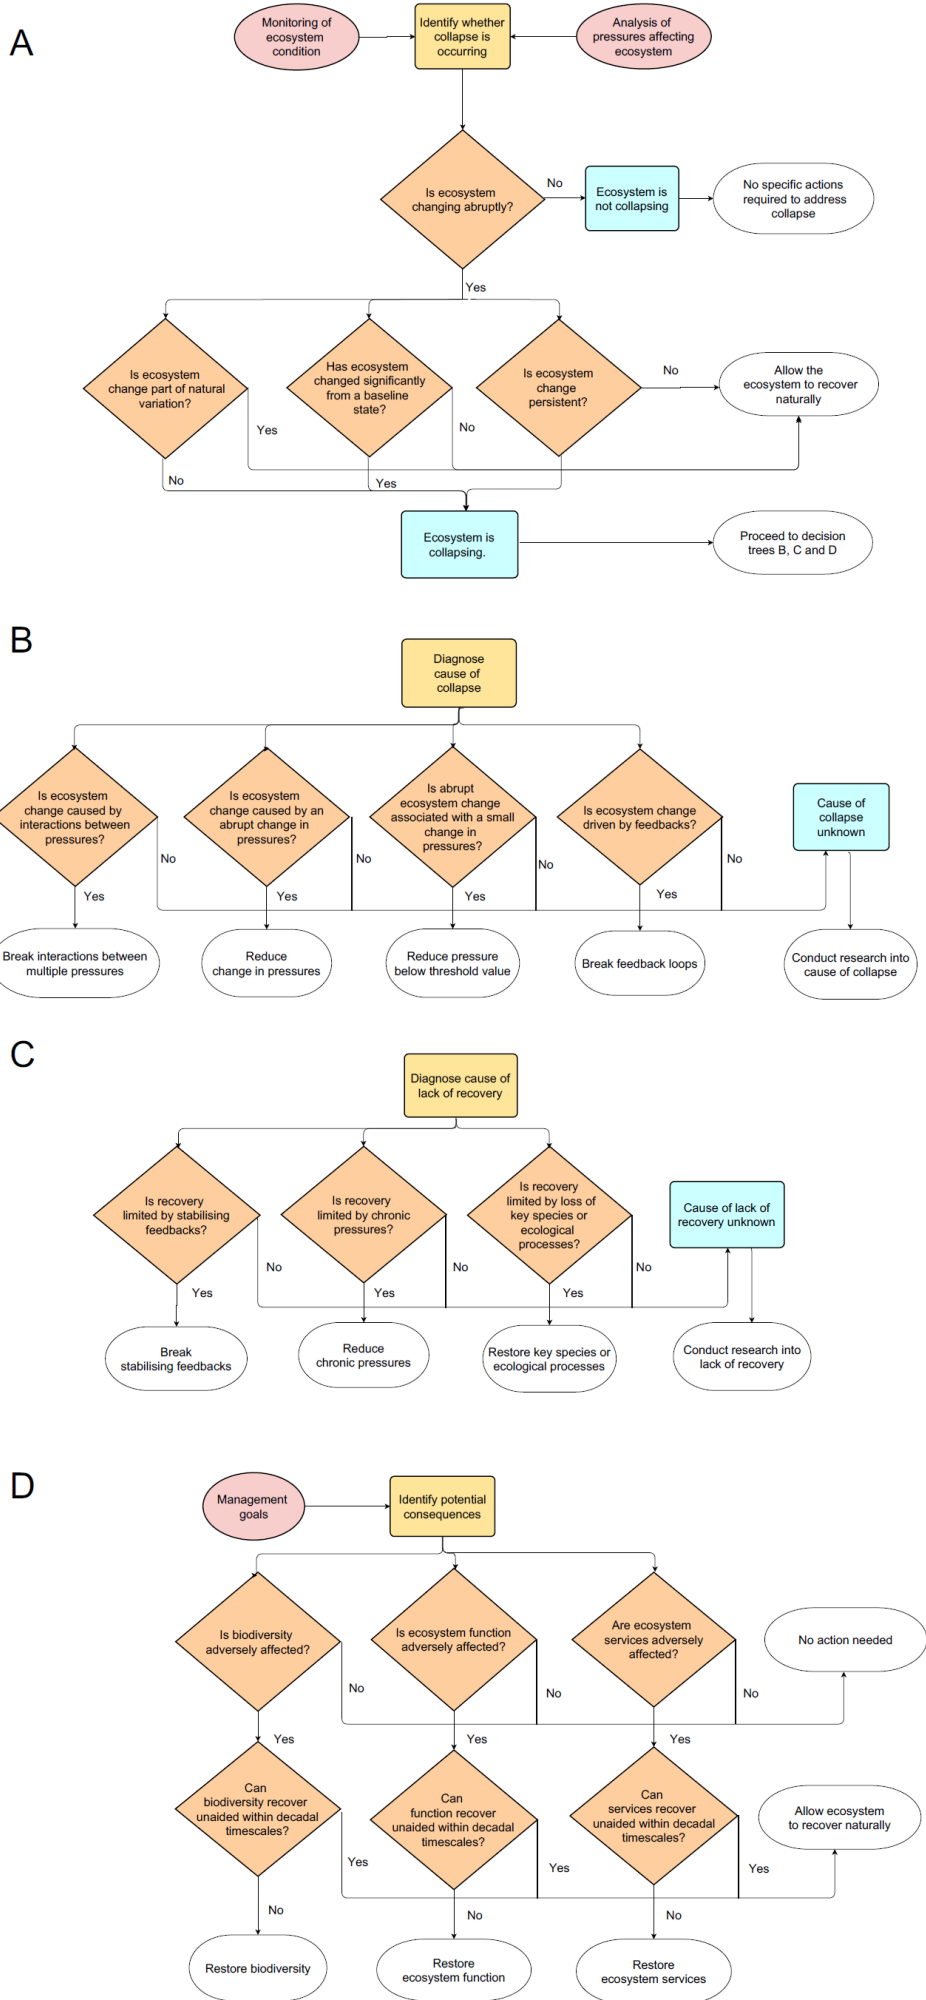 A
Monitoring of
ecosystem
condition
Identify whether
collapse is
occurring
Analysis of
pressures affecting
ecosystem
Is ecosystem
changing abruptly?
No
Ecosystem is
not collapsing
No specific actions
required to address
collapse
Yes
Is ecosystem
change part of natural
variation?
Has ecosystem
changed significantly
from a baseline
state?
Is ecosystem
change
persistent?
No
Allow the
ecosystem to recover
naturally
Yes
No
No
Yes
Ecosystem is
collapsing.
Proceed to decision
trees B, C and D
B
Diagnose
cause of
collapse
Is ecosystem
change caused by
interactions between
pressures?
Is ecosystem
change caused by an
abrupt change in
pressures?
Is abrupt
ecosystem change
associated with a small
change in
pressures?
Is ecosystem change
driven by feedbacks?
Cause of
collapse
unknown
No
No
No
No
Yes
Yes
Yes
Yes
Break interactions between
multiple pressures
Reduce
change in pressures
Reduce pressure
below threshold value
Break feedback loops
Conduct research into
cause of collapse
C
Diagnose cause of
lack of recovery
Is recovery
limited by stabilising
feedbacks?
Is recovery
limited by chronic
pressures?
Is recovery
limited by loss of
key species or
ecological
processes?
Cause of lack of
recovery unknown
No
No
No
Yes
Yes
Yes
Break
stabilising feedbacks
Reduce
chronic pressures
Restore key species or
ecological processes
Conduct research into
lack of recovery
D
Management
goals
Identify potential
consequences
Is biodiversity
adversely affected?
Is ecosystem function
adversely affected?
Are ecosystem
services adversely
affected?
No action needed
No
No
No
Yes
Yes
Yes
Can
biodiversity recover
unaided within decadal
timescales?
Can
function recover
unaided within decadal
timescales?
Can
services recover
unaided within decadal
timescales?
Allow ecosystem
to recover naturally
Yes
Yes
Yes
No
No
No
Restore biodiversity
Restore
ecosystem function
Restore
ecosystem services